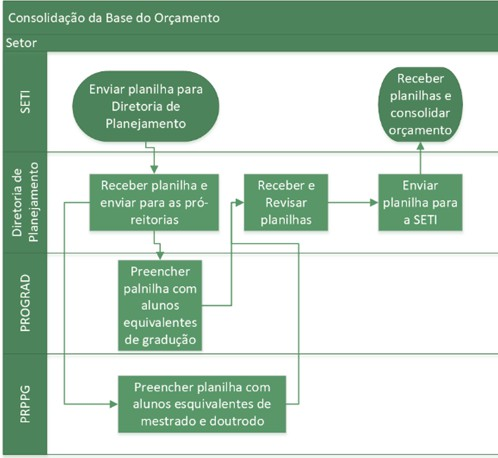 Consolidação da Base do Orçamento
Setor
SETI
Enviar planilha para
Diretoria de
Planejamento
Receber
planilhas e
consolidar
orçamento
Diretoria de
Planejamento
Receber planilha e
enviar para as pró-
reitorias
Receber e
Revisar
planilhas
Enviar
planilha para
a SETI
PROGRAD
Preencher
palnilha com
alunos
equivalentes
de gradução
PRPPG
Preencher planilha com
alunos esquivalentes de
mestrado e doutrodo